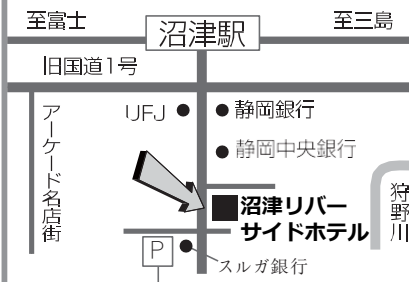 至富士
沼津駅
至三島
旧国道1号
アーケード名店街
UFJ
静岡銀行
静岡中央銀行
沼津リバー
サイドホテル
狩野川
P
スルガ銀行